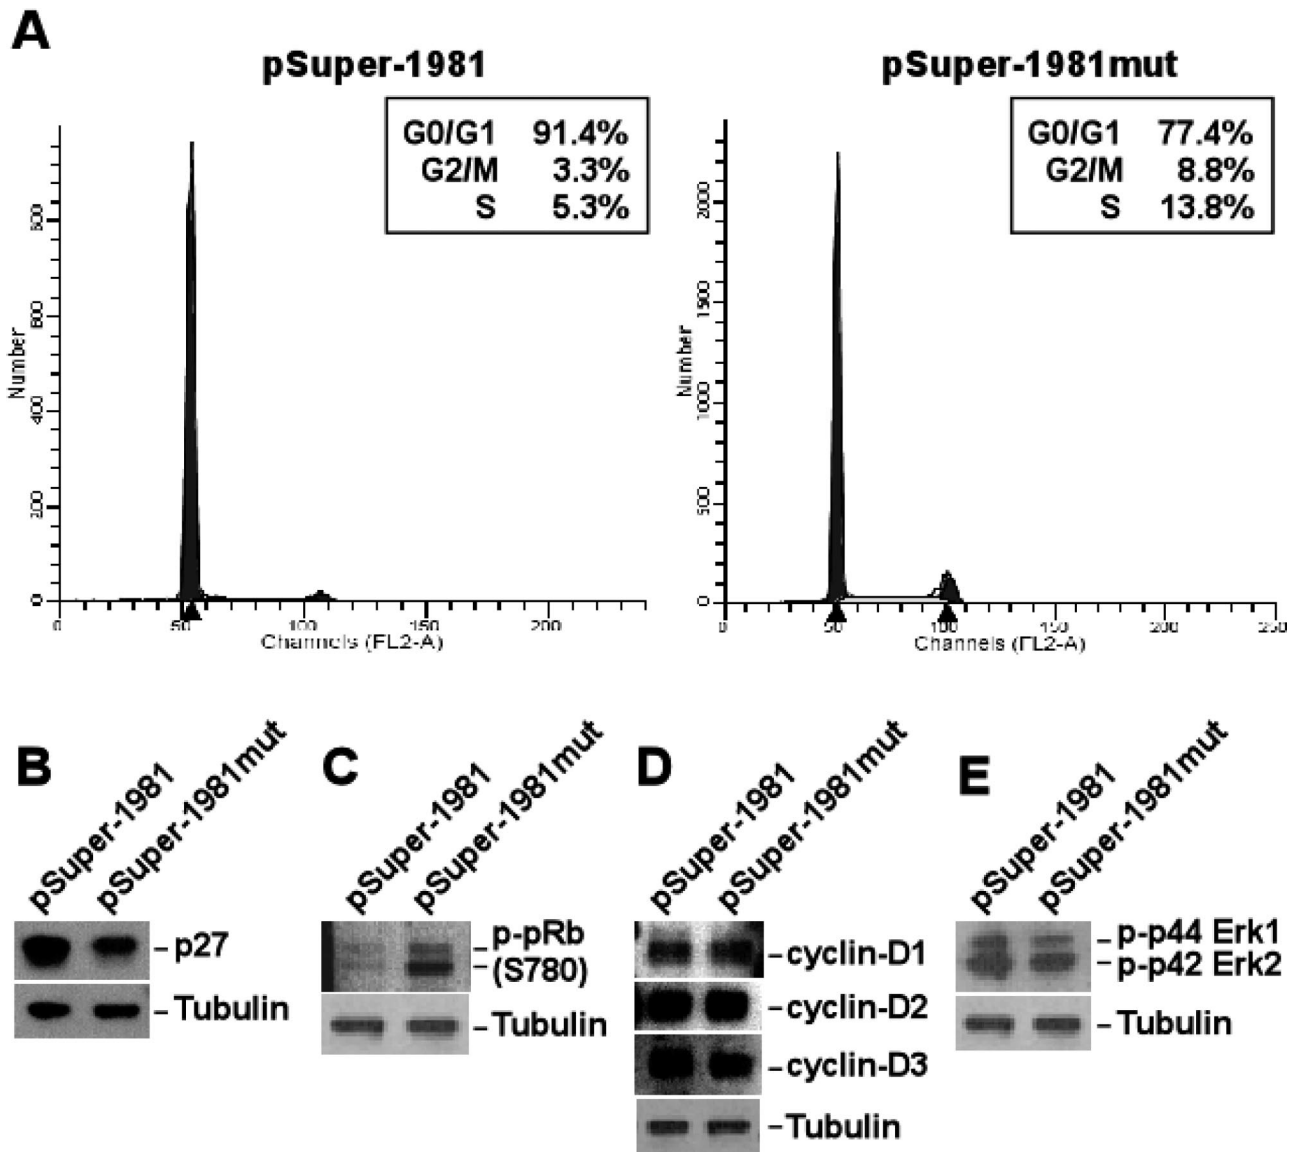 A
pSuper-1981
G0/G1 91.4%
G2/M 3.3%
S 5.3%
Number
0
200
400
600
800
0
50
100
150
200
Channels (FL2-A)
pSuper-1981mut
G0/G1 77.4%
G2/M 8.8%
S 13.8%
Number
0
500
1000
1500
2000
0
50
100
150
200
250
Channels (FL2-A)
B
pSuper-1981
pSuper-1981mut
p27
Tubulin
C
pSuper-1981
pSuper-1981mut
p-pRb
(S780)
Tubulin
D
pSuper-1981
pSuper-1981mut
cyclin-D1
cyclin-D2
cyclin-D3
Tubulin
E
pSuper-1981
pSuper-1981mut
p-p44 Erk1
p-p42 Erk2
Tubulin